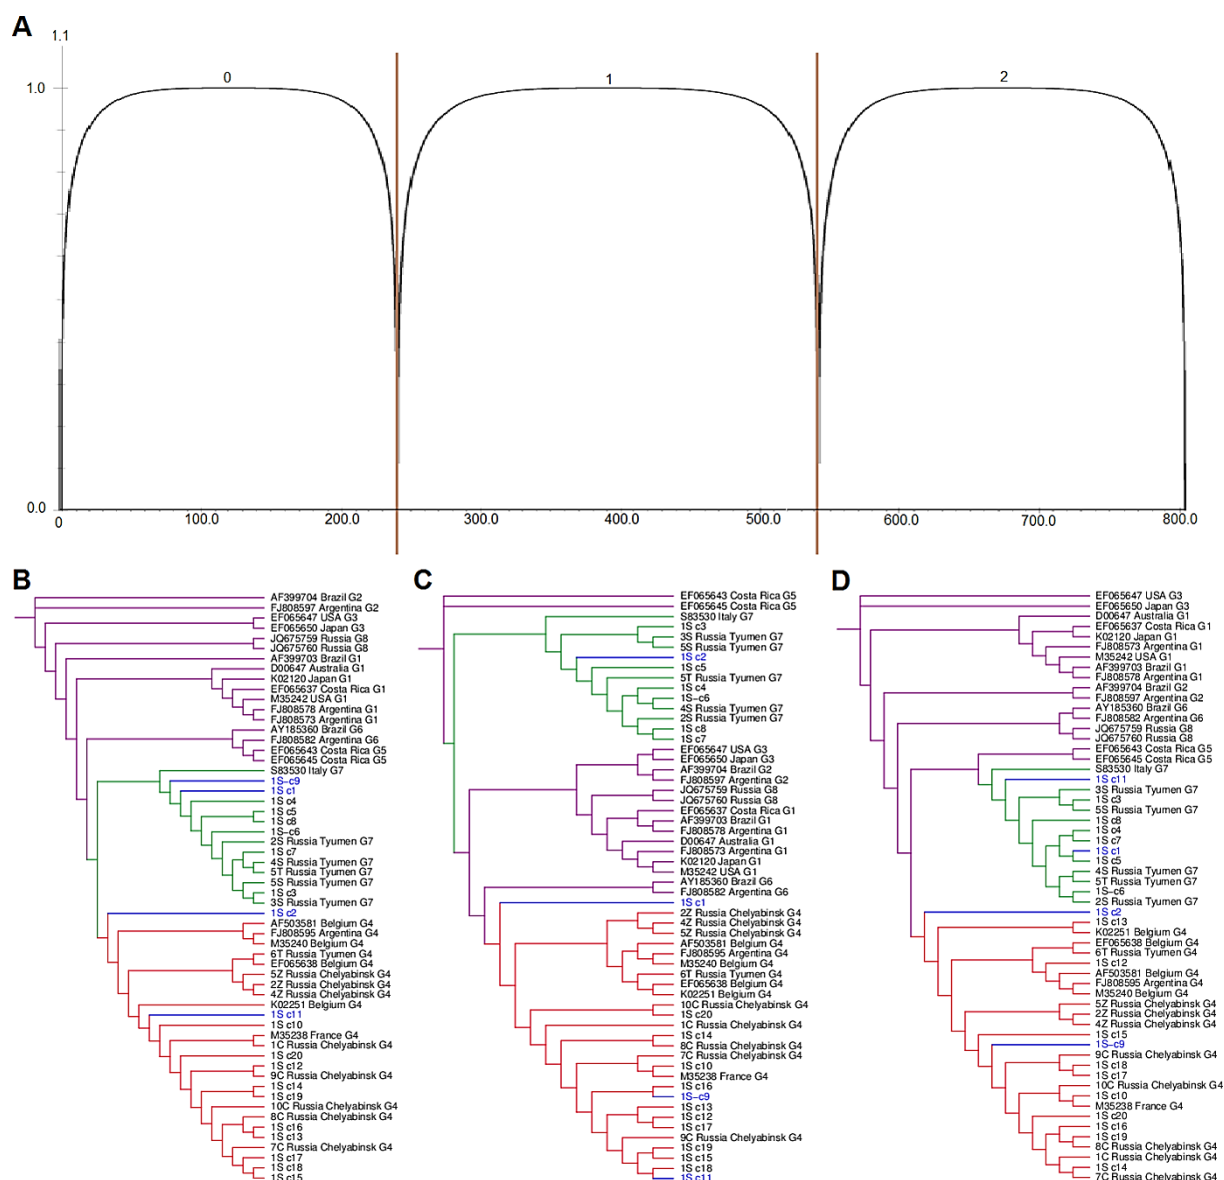 A
1.1
1.0
0.0
0
1
2
0
100.0
200.0
300.0
400.0
500.0
600.0
700.0
800.0
B
AF399704 Brazil G2
FJ808597 Argentina G2
EF065647 USA G3
EF065650 Japan G3
JQ675759 Russia G8
JQ675760 Russia G8
AF399703 Brazil G1
D00647 Australia G1
K02120 Japan G1
EF065637 Costa Rica G1
M35242 USA G1
FJ808578 Argentina G1
FJ808573 Argentina G1
AY185360 Brazil G6
FJ808582 Argentina G6
EF065643 Costa Rica G5
EF065645 Costa Rica G5
S83530 Italy G7
1S-c9
1S c1
1S c4
1S c5
1S c8
1S-c6
2S Russia Tyumen G7
1S c7
4S Russia Tyumen G7
5T Russia Tyumen G7
5S Russia Tyumen G7
1S c3
3S Russia Tyumen G7
1S c2
AF503581 Belgium G4
FJ808595 Argentina G4
M35240 Belgium G4
6T Russia Tyumen G4
EF065638 Belgium G4
5Z Russia Chelyabinsk G4
2Z Russia Chelyabinsk G4
4Z Russia Chelyabinsk G4
K02251 Belgium G4
1S c11
1S c10
M35238 France G4
1C Russia Chelyabinsk G4
1S c20
1S c12
9C Russia Chelyabinsk G4
1S c14
1S c19
10C Russia Chelyabinsk G4
8C Russia Chelyabinsk G4
1S c16
1S c13
7C Russia Chelyabinsk G4
1S c17
1S c18
1S c15
C
EF065643 Costa Rica G5
EF065645 Costa Rica G5
S83530 Italy G7
1S c3
3S Russia Tyumen G7
5S Russia Tyumen G7
1S c2
1S c5
5T Russia Tyumen G7
1S c4
1S-c6
4S Russia Tyumen G7
2S Russia Tyumen G7
1S c8
1S c7
EF065647 USA G3
EF065650 Japan G3
AF399704 Brazil G2
FJ808597 Argentina G2
JQ675759 Russia G8
JQ675760 Russia G8
EF065637 Costa Rica G1
AF399703 Brazil G1
FJ808578 Argentina G1
D00647 Australia G1
FJ808573 Argentina G1
K02120 Japan G1
M35242 USA G1
AY185360 Brazil G6
FJ808582 Argentina G6
1S c1
2Z Russia Chelyabinsk G4
4Z Russia Chelyabinsk G4
5Z Russia Chelyabinsk G4
AF503581 Belgium G4
FJ808595 Argentina G4
M35240 Belgium G4
6T Russia Tyumen G4
EF065638 Belgium G4
K02251 Belgium G4
10C Russia Chelyabinsk G4
1S c20
1C Russia Chelyabinsk G4
1S c14
8C Russia Chelyabinsk G4
7C Russia Chelyabinsk G4
1S c10
M35238 France G4
1S c16
1S-c9
1S c13
1S c12
1S c17
9C Russia Chelyabinsk G4
1S c19
1S c15
1S c18
1S c11
D
EF065647 USA G3
EF065650 Japan G3
D00647 Australia G1
EF065637 Costa Rica G1
K02120 Japan G1
FJ808573 Argentina G1
M35242 USA G1
AF399703 Brazil G1
FJ808578 Argentina G1
AF399704 Brazil G2
FJ808597 Argentina G2
AY185360 Brazil G6
FJ808582 Argentina G6
JQ675759 Russia G8
JQ675760 Russia G8
EF065643 Costa Rica G5
EF065645 Costa Rica G5
S83530 Italy G7
1S c11
3S Russia Tyumen G7
1S c3
5S Russia Tyumen G7
1S c8
1S c4
1S c7
1S c1
1S c5
4S Russia Tyumen G7
5T Russia Tyumen G7
1S-c6
2S Russia Tyumen G7
1S c2
1S c13
K02251 Belgium G4
EF065638 Belgium G4
6T Russia Tyumen G4
1S c12
AF503581 Belgium G4
FJ808595 Argentina G4
M35240 Belgium G4
5Z Russia Chelyabinsk G4
2Z Russia Chelyabinsk G4
4Z Russia Chelyabinsk G4
1S c15
1S-c9
9C Russia Chelyabinsk G4
1S c18
1S c17
10C Russia Chelyabinsk G4
1S c10
M35238 France G4
1S c20
1S c16
1S c19
8C Russia Chelyabinsk G4
1C Russia Chelyabinsk G4
1S c14
7C Russia Chelyabinsk G4